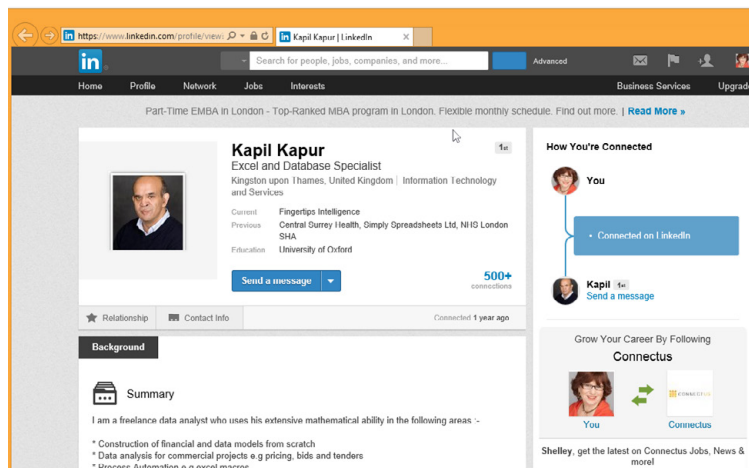 https://www.linkedin.com/profile/view
Kapil Kapur | LinkedIn
in
Search for people, jobs, companies, and more...
Advanced
Home Profile Network Jobs Interests Business Services Upgrad
Part-Time EMBA in London - Top-Ranked MBA program in London. Flexible monthly schedule. Find out more. | Read More »
Kapil Kapur
1st
Excel and Database Specialist
Kingston upon Thames, United Kingdom | Information Technology
and Services
Current Fingertips Intelligence
Previous Central Surrey Health, Simply Spreadsheets Ltd, NHS London
SHA
Education University of Oxford
Send a message
500+
connections
Relationship Contact Info Connected 1 year ago
Background
Summary
I am a freelance data analyst who uses his extensive mathematical ability in the following areas :-
* Construction of financial and data models from scratch
* Data analysis for commercial projects e.g pricing, bids and tenders
* Process Automation e.g excel macros
How You're Connected
You
• Connected on LinkedIn
Kapil 1st
Send a message
Grow Your Career By Following
Connectus
CONNECTUS
You Connectus
Shelley, get the latest on Connectus Jobs, News &
more!